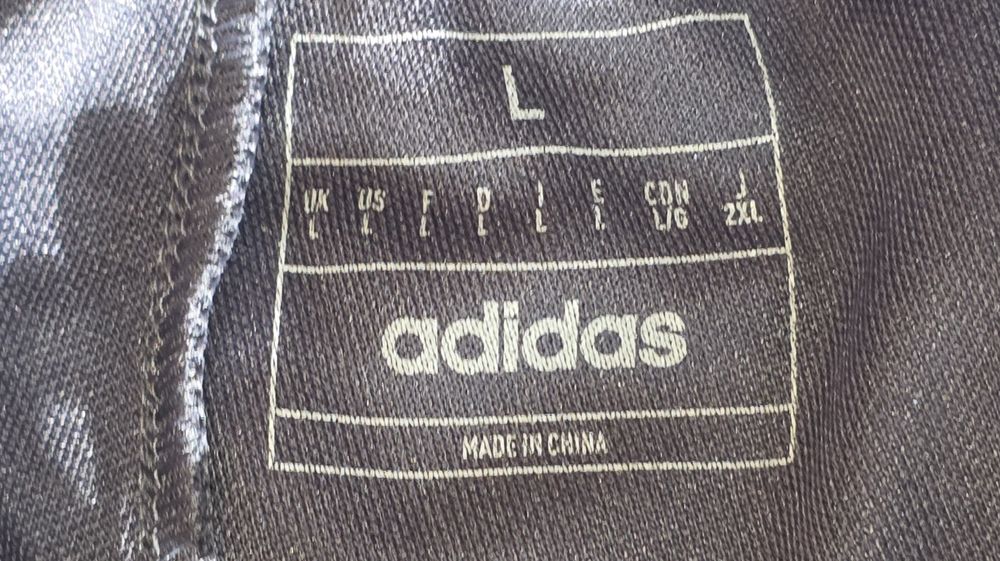 L
UK US F D I E CDN J
L L L L L L L/G 2XL
adidas
MADE IN CHINA